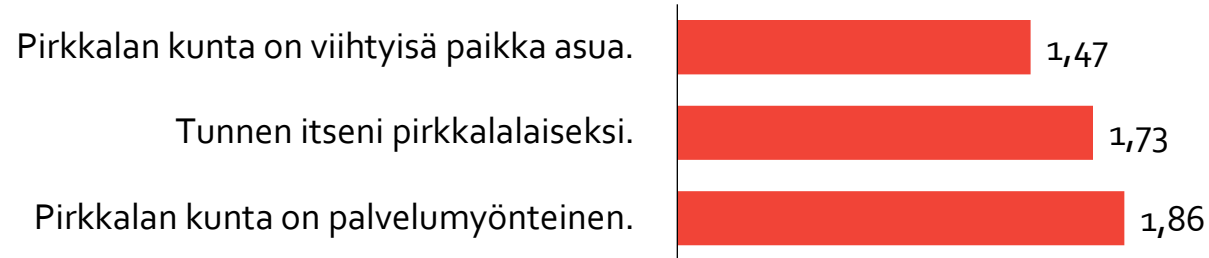 Pirkkalan kunta on viihtyisä paikka asua. 1,47
Tunnen itseni pirkkalalaiseksi. 1,73
Pirkkalan kunta on palvelumyönteinen. 1,86